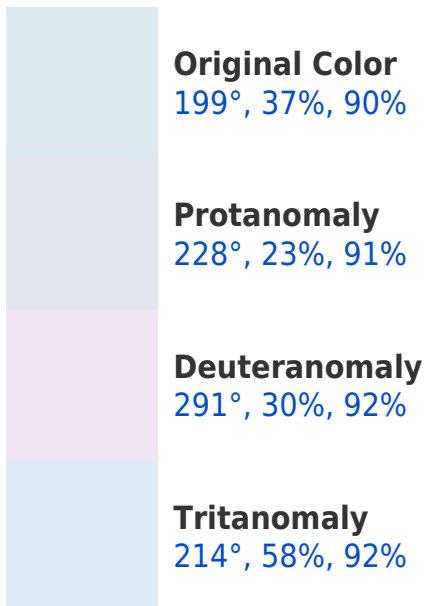 Original Color
199°, 37%, 90%
Protanomaly
228°, 23%, 91%
Deuteranomaly
291°, 30%, 92%
Tritanomaly
214°, 58%, 92%